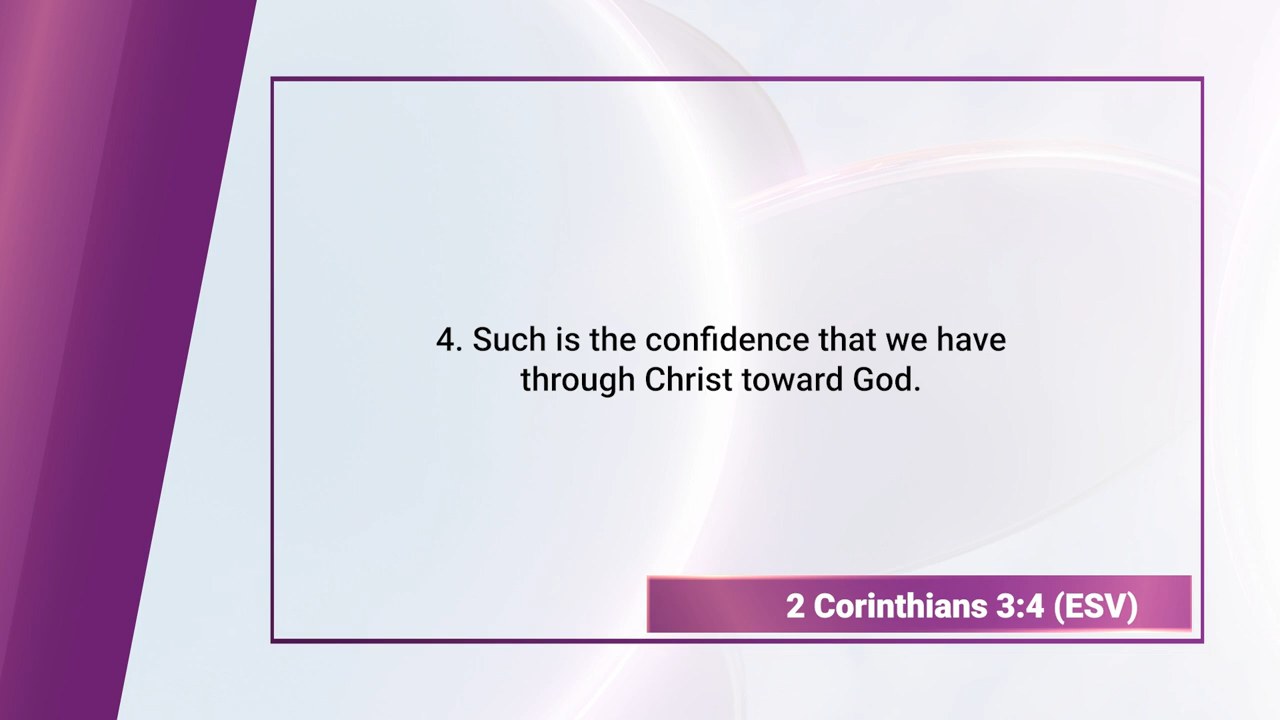 4. Such is the confidence that we have
through Christ toward God.
2 Corinthians 3:4 (ESV)